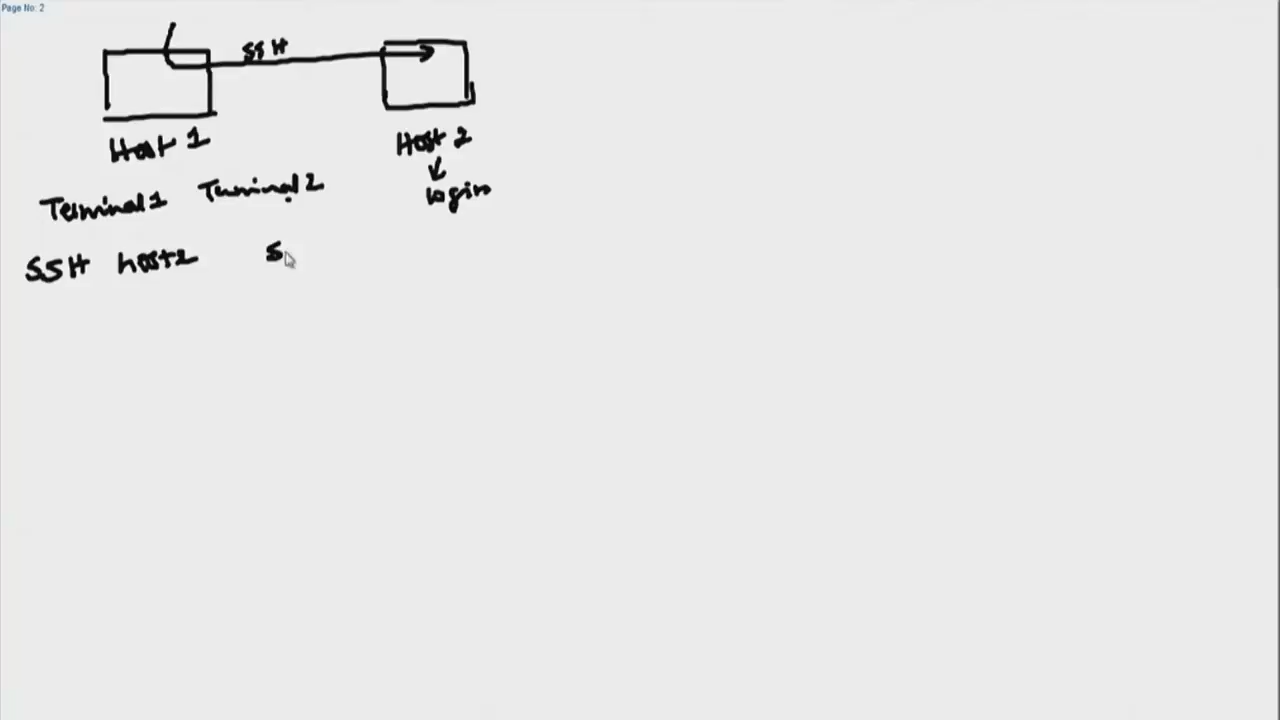 Page No: 2
SSH
Host 1 Host 2
login
Terminal 1 Terminal 2
SSH host2 S